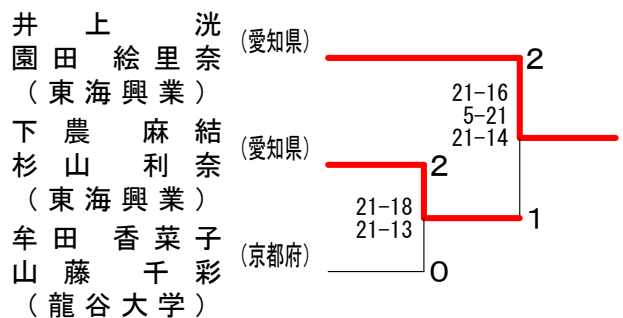 井上 洸
園田 絵里奈
(愛知県)
(東海興業)
2
21-16
5-21
21-14
下農 麻結
杉山 利奈
(愛知県)
(東海興業)
2
21-18
21-13
1
牟田 香菜子
山藤 千彩
(京都府)
(龍谷大学)
0